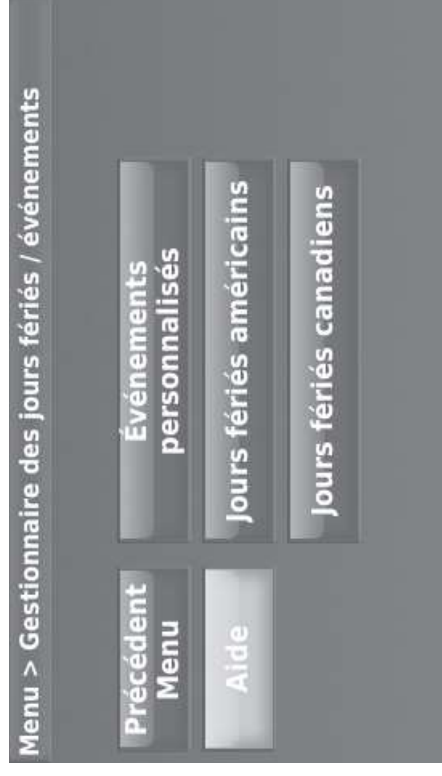 Menu > Gestionnaire des jours fériés / événements
Précédent
Menu
Aide
Événements
personnalisés
Jours fériés américains
Jours fériés canadiens